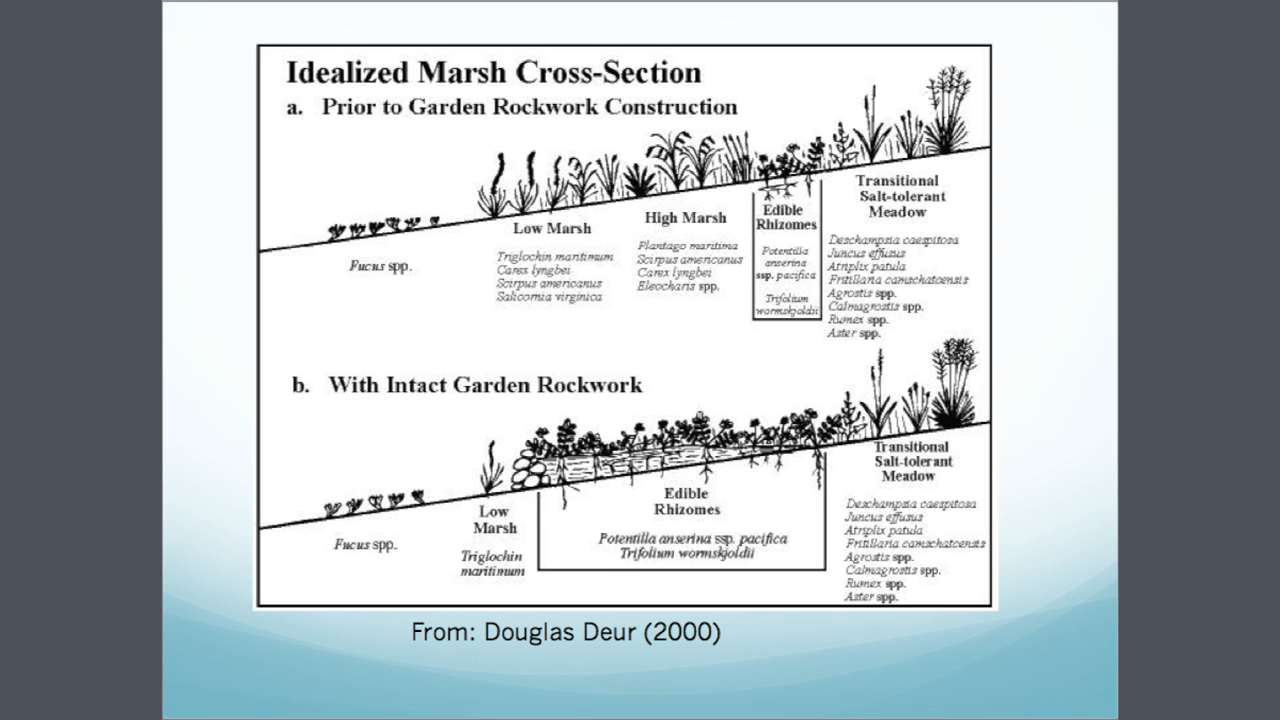 Idealized Marsh Cross-Section
a. Prior to Garden Rockwork Construction
Fucus spp.
Low Marsh
Triglochin maritimum
Carex lyngbei
Scirpus americanus
Salicornia virginica
High Marsh
Plantago maritima
Scirpus americanus
Carex lyngbei
Eleocharis spp.
Edible
Rhizomes
Potentilla
anserina
ssp. pacifica
Trifolium
wormskjoldii
Transitional
Salt-tolerant
Meadow
Deschampsia caespitosa
Juncus effusus
Atriplix patula
Fritillaria camschatcensis
Agrostis spp.
Calmagrostis spp.
Rumex spp.
Aster spp.
b. With Intact Garden Rockwork
Fucus spp.
Low
Marsh
Triglochin
maritimum
Edible
Rhizomes
Potentilla anserina ssp. pacifica
Trifolium wormskjoldii
Transitional
Salt-tolerant
Meadow
Deschampsia caespitosa
Juncus effusus
Atriplix patula
Fritillaria camschatcensis
Agrostis spp.
Calmagrostis spp.
Rumex spp.
Aster spp.
From: Douglas Deur (2000)